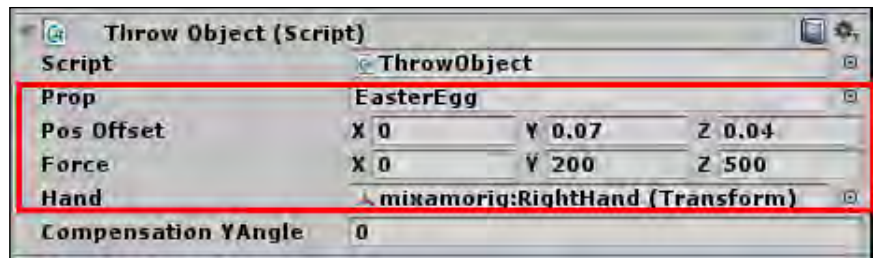 Throw Object (Script)
Script ThrowObject
Prop EasterEgg
Pos Offset X 0 Y 0.07 Z 0.04
Force X 0 Y 200 Z 500
Hand mixamorig:RightHand (Transform)
Compensation YAngle 0